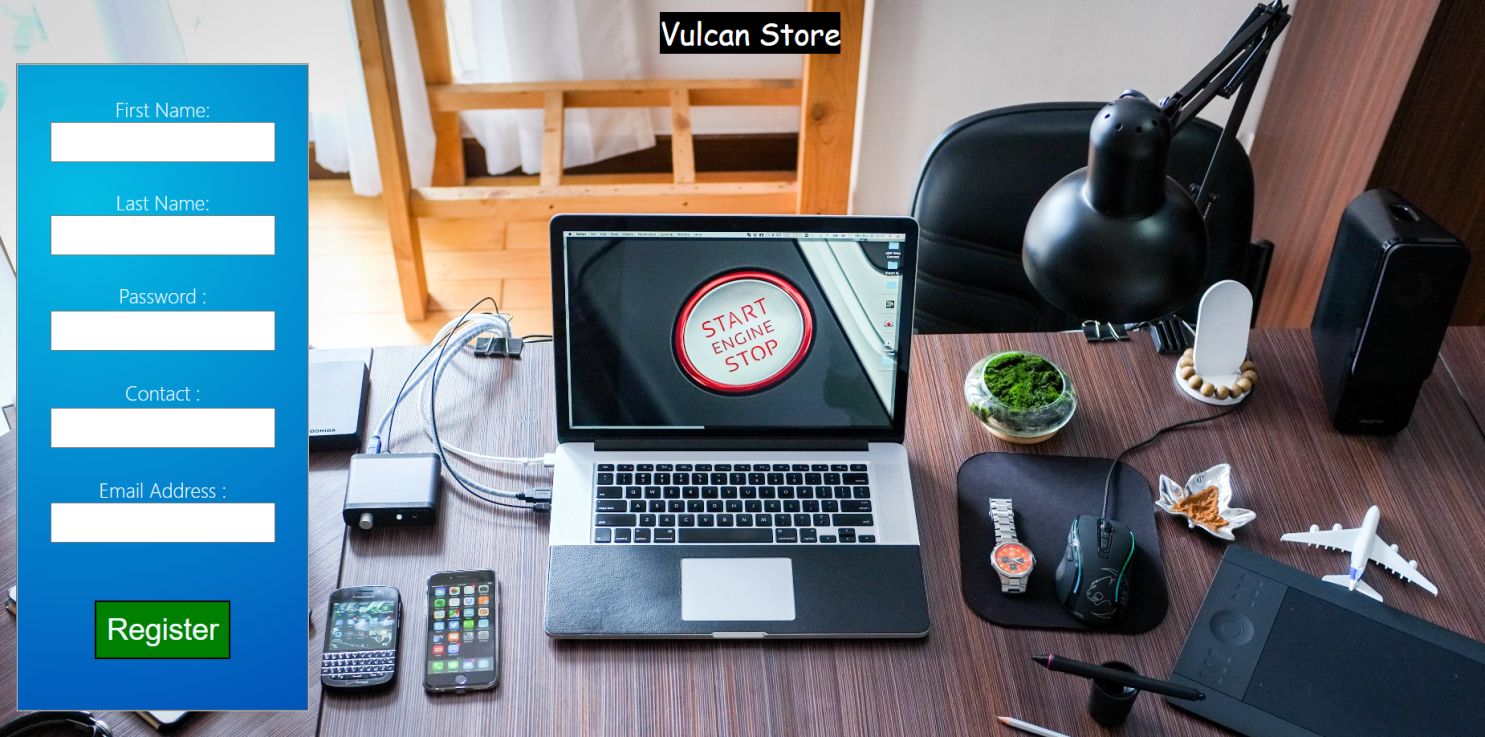 Vulcan Store
First Name:
Last Name:
Password :
Contact :
Email Address :
Register
START
ENGINE
STOP